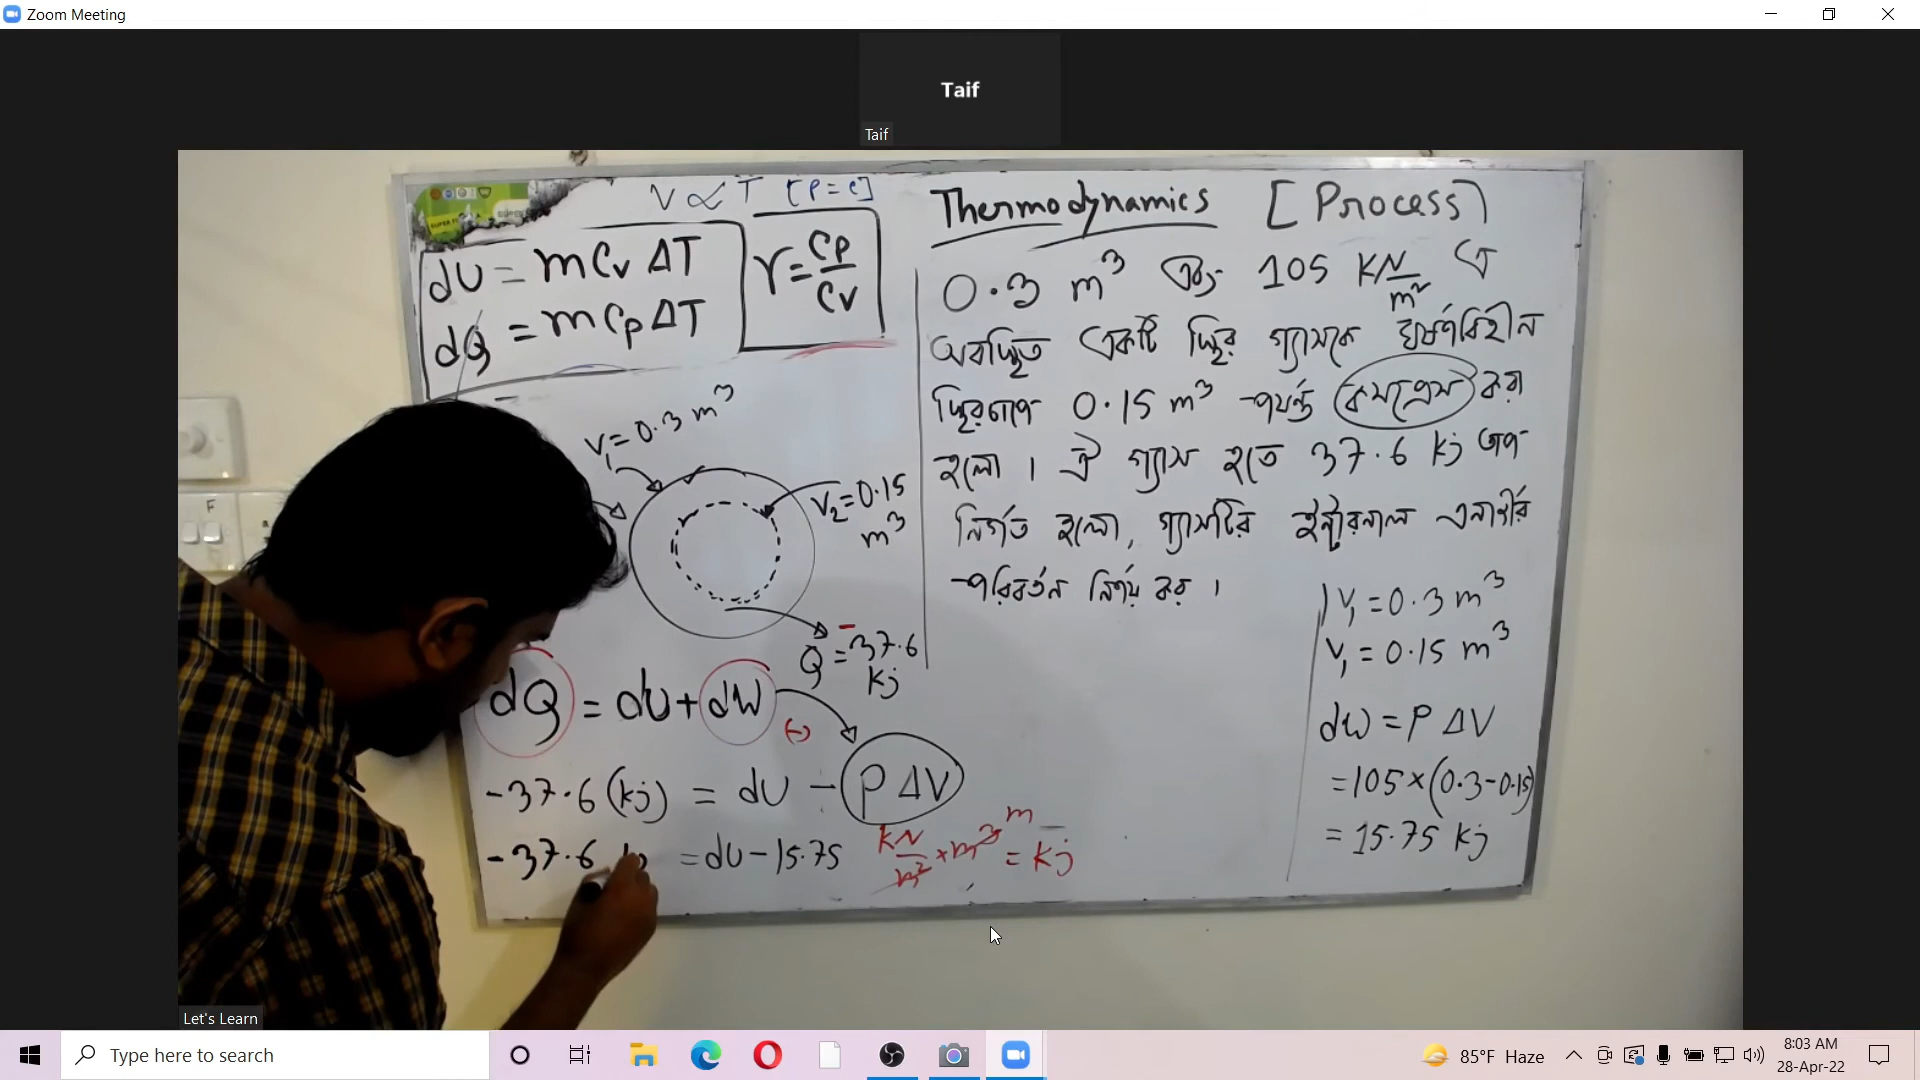 Zoom Meeting
Taif
Taif
V ∝ T [P = c]
dU = mCv ΔT
dQ = mCp ΔT
γ = Cp/Cv
Thermodynamics [Process]
0.3 m³ এবং 105 KN/m² এ
অবস্থিত একটি স্থির গ্যাসকে ঘর্ষণবিহীন
স্থিরচাপে 0.15 m³ পর্যন্ত কমপ্রেস করা
হলো। ঐ গ্যাস হতে 37.6 kj তাপ
নির্গত হলো, গ্যাসটির ইন্টারনাল এনার্জির
পরিবর্তন নির্ণয় কর।
V₁ = 0.3 m³
V₂ = 0.15 m³
Q = -37.6 kj
dQ = dU + dW
(-)
-37.6 (kj) = dU - PΔV
-37.6 = dU - 15.75
kN/m² × m³ = kj
m
V₁ = 0.3 m³
V₁ = 0.15 m³
dW = P ΔV
= 105 × (0.3 - 0.15)
= 15.75 kj
F
Let's Learn
Type here to search
85°F Haze
8:03 AM
28-Apr-22